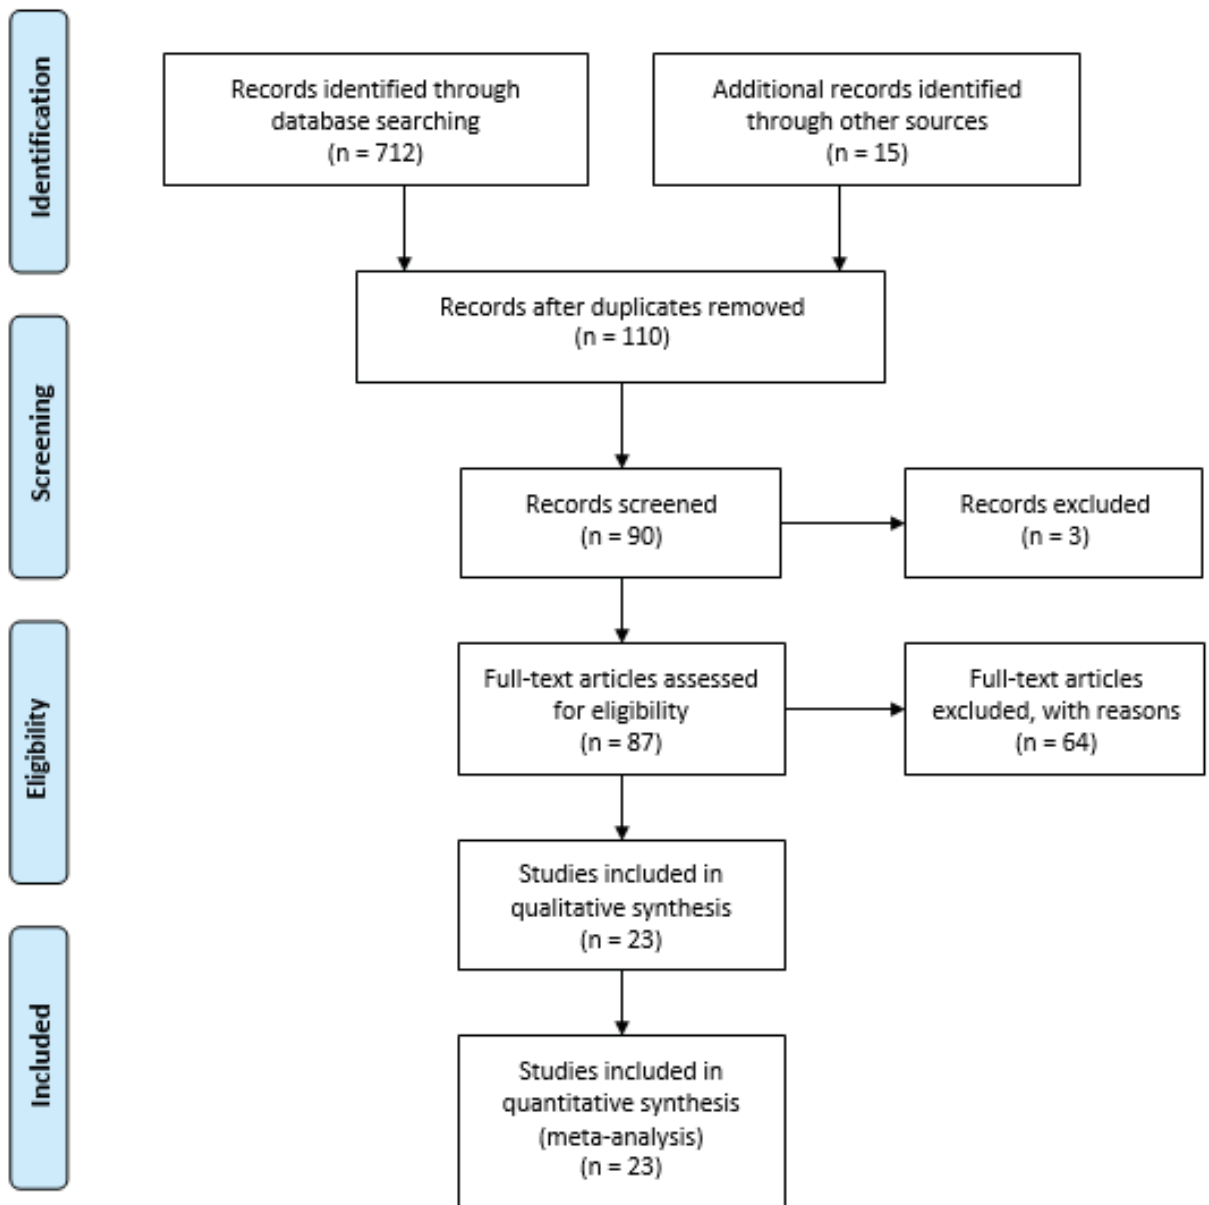 Identification
Records identified through
database searching
(n = 712)
Additional records identified
through other sources
(n = 15)
Records after duplicates removed
(n = 110)
Screening
Records screened
(n = 90)
Records excluded
(n = 3)
Eligibility
Full-text articles assessed
for eligibility
(n = 87)
Full-text articles
excluded, with reasons
(n = 64)
Studies included in
qualitative synthesis
(n = 23)
Included
Studies included in
quantitative synthesis
(meta-analysis)
(n = 23)